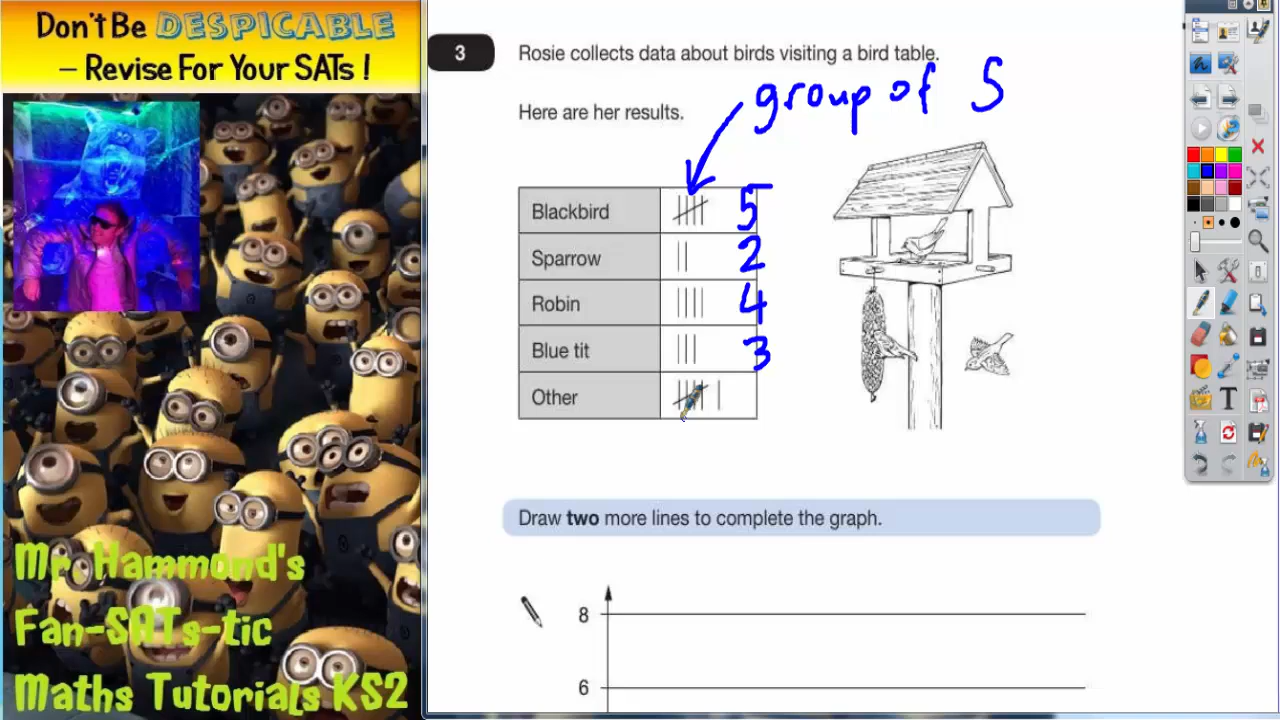 Don't Be DESPICABLE
– Revise For Your SATs !
Mr. Hammond's
Fan-SATs-tic
Maths Tutorials KS2
3
Rosie collects data about birds visiting a bird table.
group of 5
Here are her results.
Blackbird 5
Sparrow 2
Robin 4
Blue tit 3
Other
Draw two more lines to complete the graph.
8
6
T